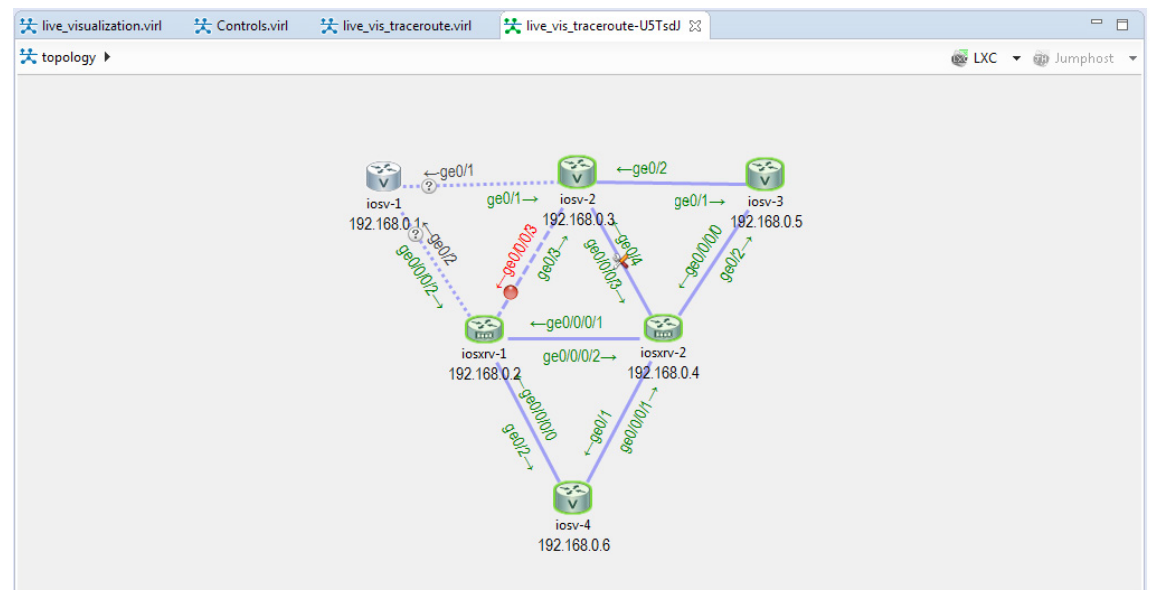 live_visualization.virl
Controls.virl
live_vis_traceroute.virl
live_vis_traceroute-U5TsdJ
topology
LXC
Jumphost
←ge0/1
?
ge0/1→
←ge0/2
ge0/1→
iosv-1
192.168.0.1
iosv-2
192.168.0.3
iosv-3
192.168.0.5
?
←ge0/2
ge0/0/0/2→
←ge0/0/0/3
ge0/3→
←ge0/4
ge0/0/0/3→
←ge0/0/0/0
ge0/2→
←ge0/0/0/1
ge0/0/0/2→
iosxrv-1
192.168.0.2
iosxrv-2
192.168.0.4
←ge0/0/0/0
ge0/2→
←ge0/1
ge0/0/0/1→
iosv-4
192.168.0.6